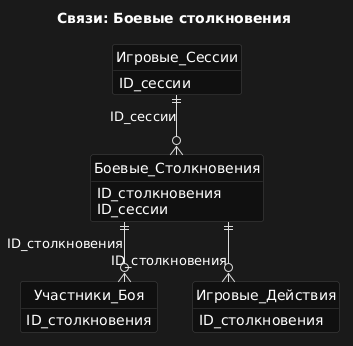 Связи: Боевые столкновения
Игровые_Сессии
ID_сессии
ID_сессии
Боевые_Столкновения
ID_столкновения
ID_сессии
ID_столкновения
ID_столкновения
Участники_Боя
ID_столкновения
Игровые_Действия
ID_столкновения